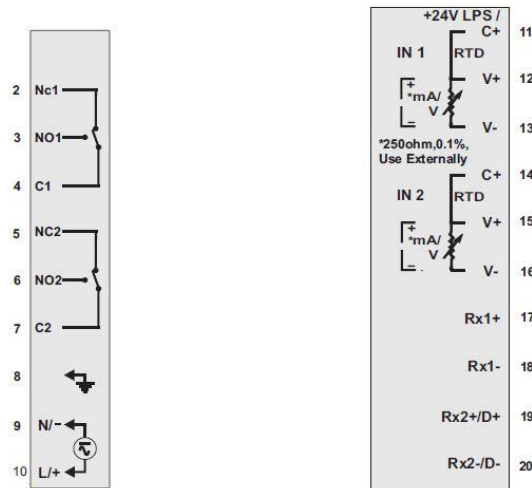 2 Nc1
3 NO1
4 C1
5 NC2
6 NO2
7 C2
8
9 N/-
10 L/+
+24V LPS /
C+ 11
IN 1 RTD
V+ 12
+
*mA/
V
-
V- 13
*250ohm,0.1%,
Use Externally
C+ 14
IN 2 RTD
V+ 15
+
*mA/
V
-
V- 16
Rx1+ 17
Rx1- 18
Rx2+/D+ 19
Rx2-/D- 20